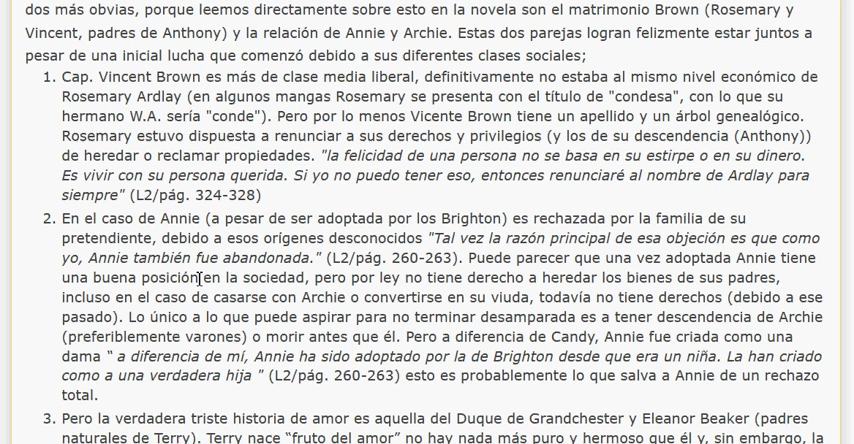 dos más obvias, porque leemos directamente sobre esto en la novela son el matrimonio Brown (Rosemary y
Vincent, padres de Anthony) y la relación de Annie y Archie. Estas dos parejas logran felizmente estar juntos a
pesar de una inicial lucha que comenzó debido a sus diferentes clases sociales;
1. Cap. Vincent Brown es más de clase media liberal, definitivamente no estaba al mismo nivel económico de
Rosemary Ardlay (en algunos mangas Rosemary se presenta con el título de "condesa", con lo que su
hermano W.A. sería "conde"). Pero por lo menos Vicente Brown tiene un apellido y un árbol genealógico.
Rosemary estuvo dispuesta a renunciar a sus derechos y privilegios (y los de su descendencia (Anthony))
de heredar o reclamar propiedades. "la felicidad de una persona no se basa en su estirpe o en su dinero.
Es vivir con su persona querida. Si yo no puedo tener eso, entonces renunciaré al nombre de Ardlay para
siempre" (L2/pág. 324-328)
2. En el caso de Annie (a pesar de ser adoptada por los Brighton) es rechazada por la familia de su
pretendiente, debido a esos orígenes desconocidos "Tal vez la razón principal de esa objeción es que como
yo, Annie también fue abandonada." (L2/pág. 260-263). Puede parecer que una vez adoptada Annie tiene
una buena posición en la sociedad, pero por ley no tiene derecho a heredar los bienes de sus padres,
incluso en el caso de casarse con Archie o convertirse en su viuda, todavía no tiene derechos (debido a ese
pasado). Lo único a lo que puede aspirar para no terminar desamparada es a tener descendencia de Archie
(preferiblemente varones) o morir antes que él. Pero a diferencia de Candy, Annie fue criada como una
dama “ a diferencia de mí, Annie ha sido adoptado por la de Brighton desde que era un niña. La han criado
como a una verdadera hija " (L2/pág. 260-263) esto es probablemente lo que salva a Annie de un rechazo
total.
3. Pero la verdadera triste historia de amor es aquella del Duque de Grandchester y Eleanor Beaker (padres
naturales de Terry). Terry nace “fruto del amor” no hay nada más puro y hermoso que él y, sin embargo, la